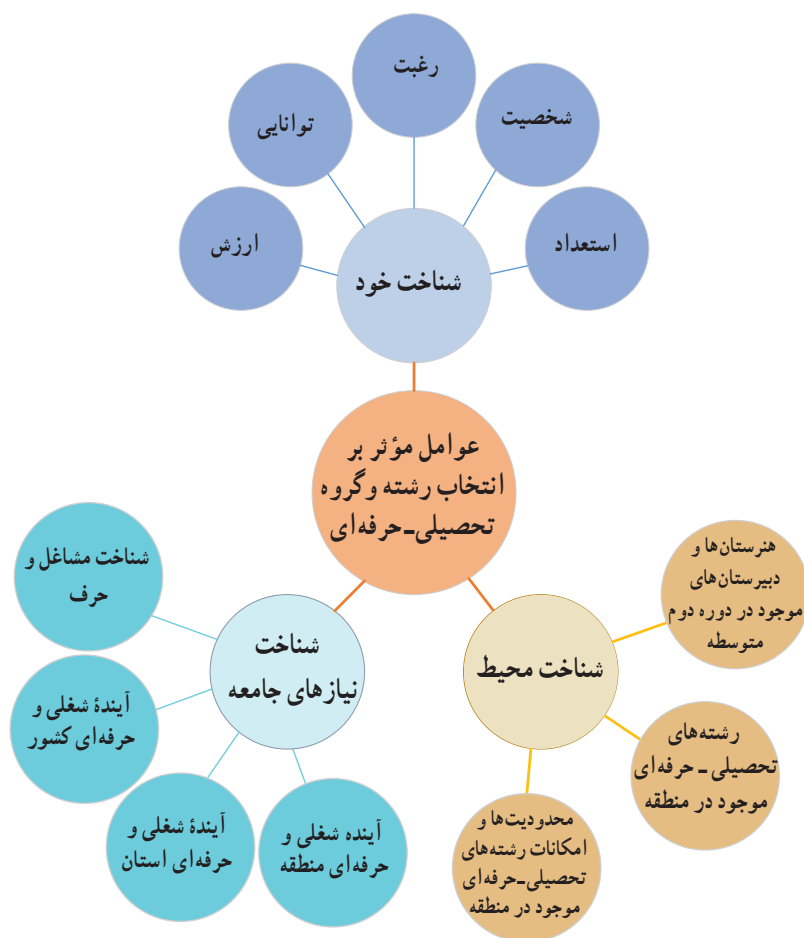 رغبت
توانایی
شخصیت
ارزش
استعداد
شناخت خود
عوامل مؤثر بر
انتخاب رشته وگروه
تحصیلی-حرفه‌ای
شناخت مشاغل و
حرف
آیندهٔ شغلی و
حرفه‌ای کشور
آیندهٔ شغلی و
حرفه‌ای استان
آینده شغلی و
حرفه‌ای منطقه
شناخت
نیازهای جامعه
شناخت محیط
هنرستان‌ها و
دبیرستان‌های
موجود در دوره دوم
متوسطه
رشته‌های
تحصیلی - حرفه‌ای
موجود در منطقه
محدودیت‌ها و
امکانات رشته‌های
تحصیلی-حرفه‌ای
موجود در منطقه